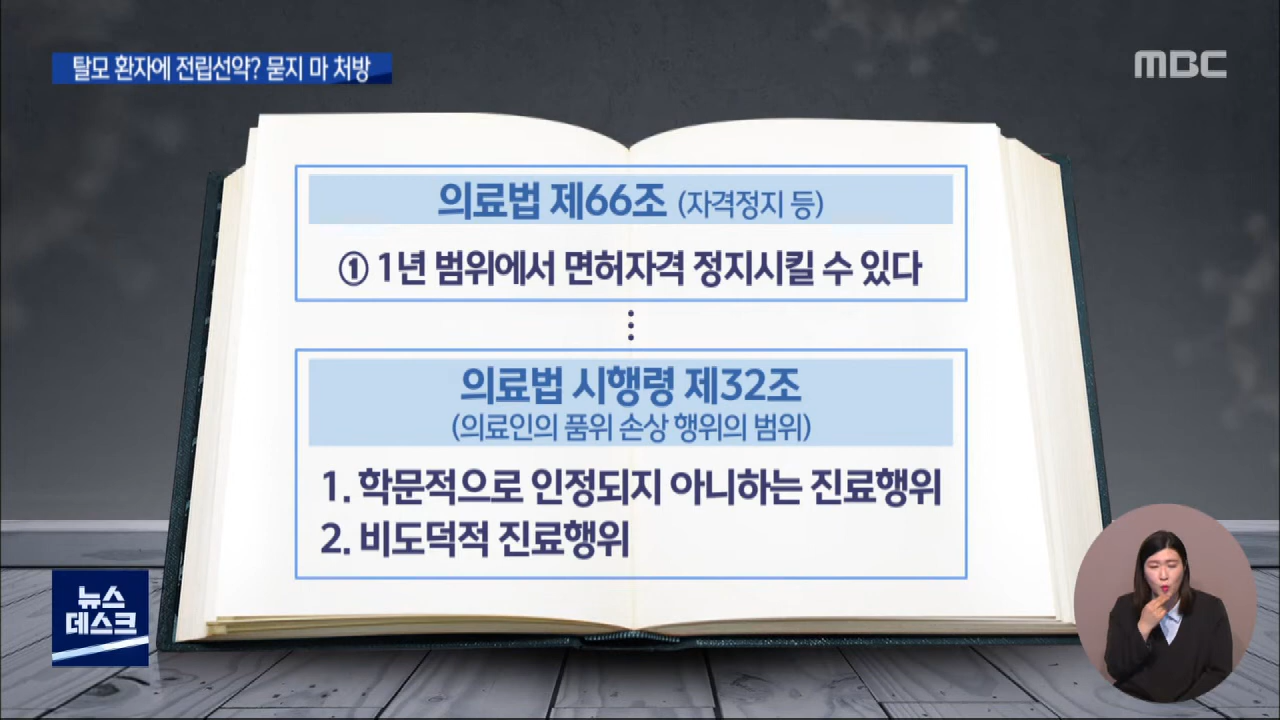 탈모 환자에 전립선약? 묻지 마 처방
MBC
의료법 제66조 (자격정지 등)
① 1년 범위에서 면허자격 정지시킬 수 있다
의료법 시행령 제32조
(의료인의 품위 손상 행위의 범위)
1. 학문적으로 인정되지 아니하는 진료행위
2. 비도덕적 진료행위
뉴스
데스크